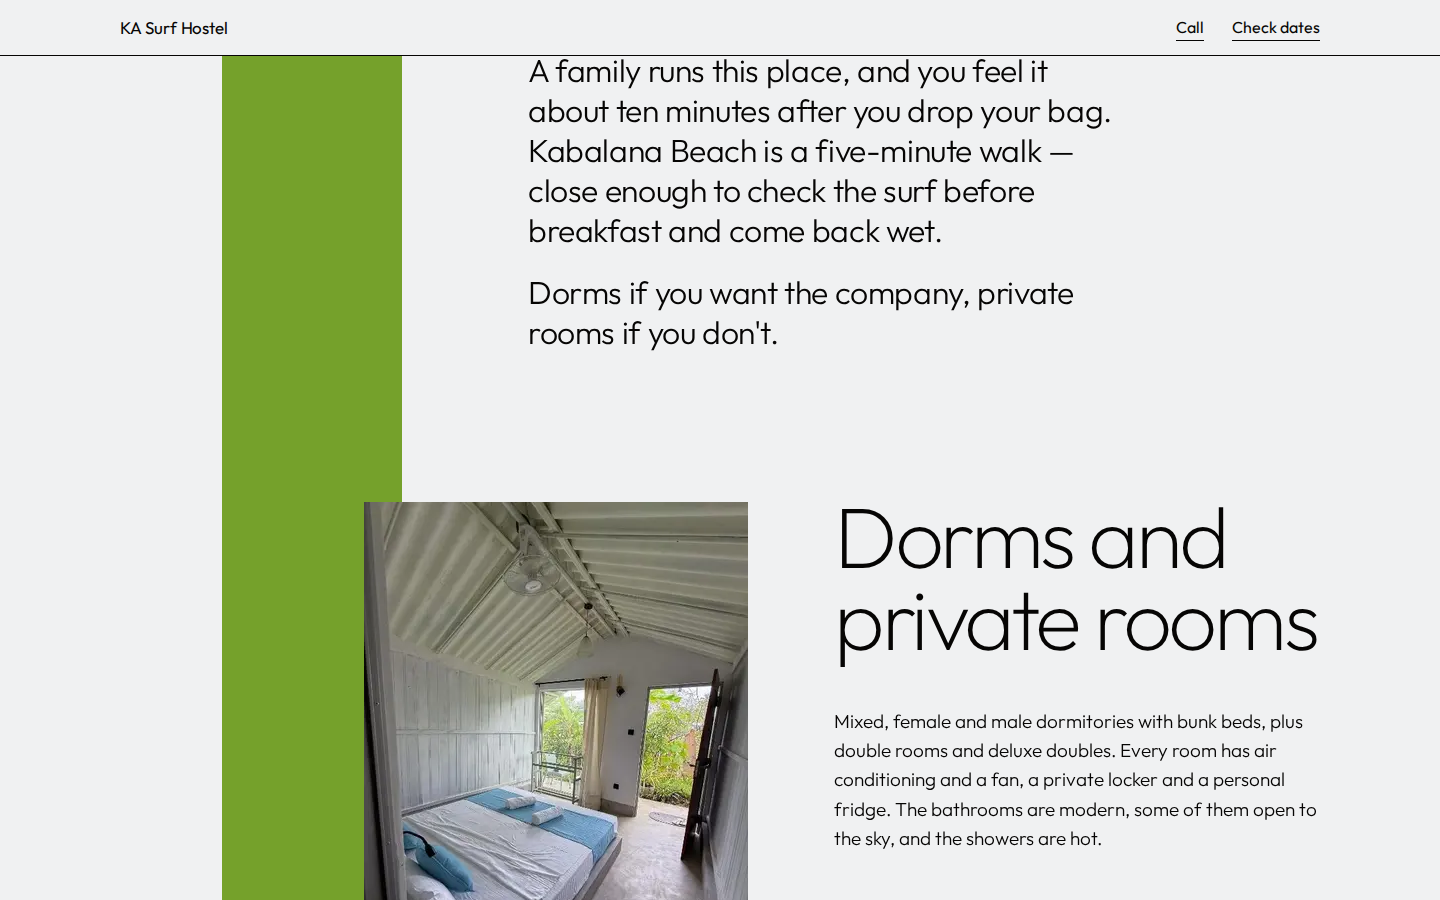 KA Surf Hostel
Call
Check dates
A family runs this place, and you feel it
about ten minutes after you drop your bag.
Kabalana Beach is a five-minute walk —
close enough to check the surf before
breakfast and come back wet.
Dorms if you want the company, private
rooms if you don't.
Dorms and
private rooms
Mixed, female and male dormitories with bunk beds, plus
double rooms and deluxe doubles. Every room has air
conditioning and a fan, a private locker and a personal
fridge. The bathrooms are modern, some of them open to
the sky, and the showers are hot.